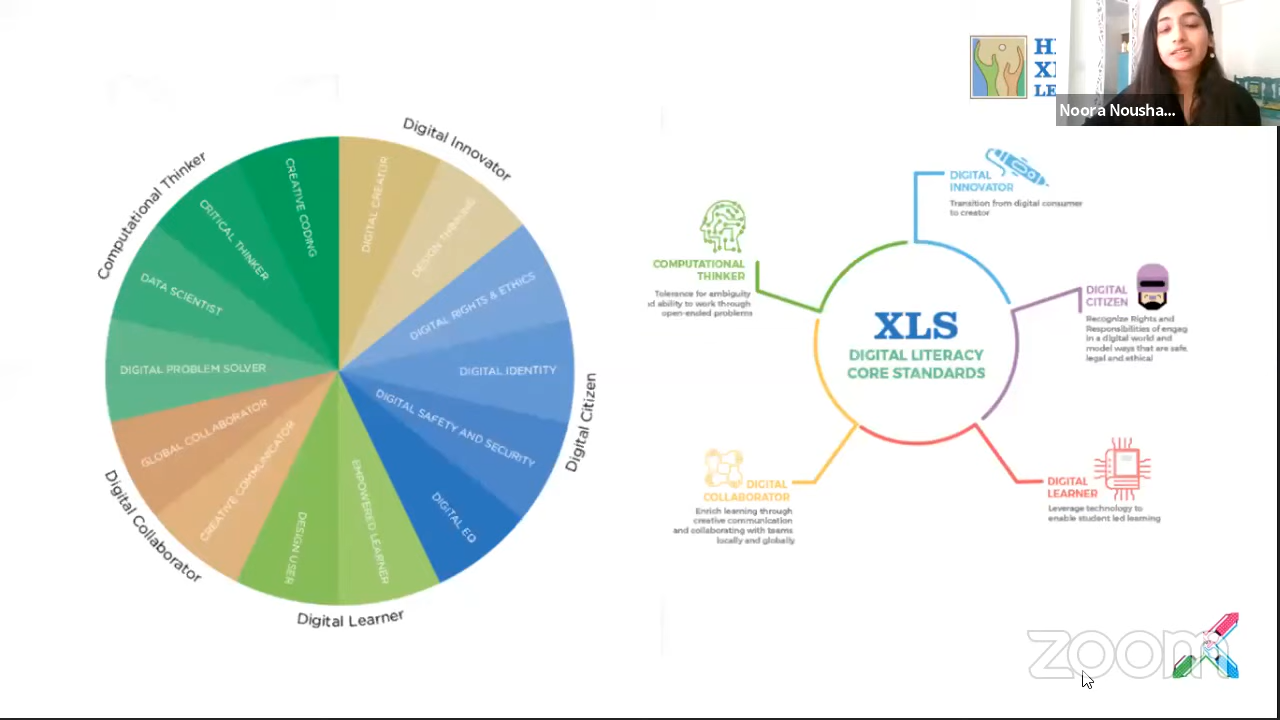 Computational Thinker
Digital Innovator
Digital Citizen
Digital Learner
Digital Collaborator
CREATIVE CODING
CRITICAL THINKER
DATA SCIENTIST
DIGITAL PROBLEM SOLVER
DIGITAL CREATOR
DESIGN THINKING
DIGITAL RIGHTS & ETHICS
DIGITAL IDENTITY
DIGITAL SAFETY AND SECURITY
DIGITAL EQ
EMPOWERED LEARNER
DESIGN USER
CREATIVE COMMUNICATOR
GLOBAL COLLABORATOR
Noora Nousha...
DIGITAL
INNOVATOR
Transition from digital consumer
to creator
COMPUTATIONAL
THINKER
Tolerance for ambiguity
ability to work through
open-ended problems
DIGITAL
CITIZEN
Recognize Rights and
Responsibilities of engag
in a digital world and
model ways that are safe,
legal and ethical
XLS
DIGITAL LITERACY
CORE STANDARDS
DIGITAL
COLLABORATOR
Enrich learning through
creative communication
and collaborating with teams
locally and globally
DIGITAL
LEARNER
Leverage technology to
enable student led learning
zoom